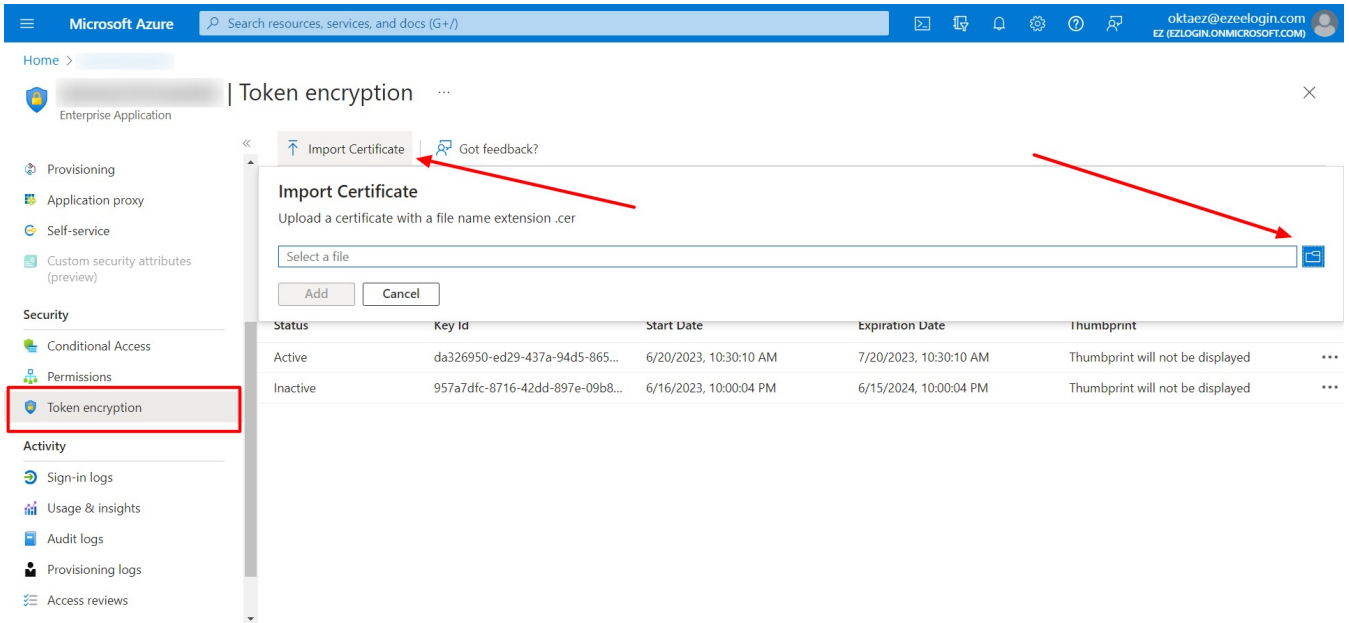 Microsoft Azure
Search resources, services, and docs (G+/)
oktaez@ezeelogin.com
EZ (EZLOGIN.ONMICROSOFT.COM)
Home >
| Token encryption ...
Enterprise Application
Import Certificate
Got feedback?
Provisioning
Application proxy
Self-service
Custom security attributes
(preview)
Security
Conditional Access
Permissions
Token encryption
Activity
Sign-in logs
Usage & insights
Audit logs
Provisioning logs
Access reviews
Import Certificate
Upload a certificate with a file name extension .cer
Select a file
Add Cancel
Status Key Id Start Date Expiration Date Thumbprint
Active da326950-ed29-437a-94d5-865... 6/20/2023, 10:30:10 AM 7/20/2023, 10:30:10 AM Thumbprint will not be displayed
Inactive 957a7dfc-8716-42dd-897e-09b8... 6/16/2023, 10:00:04 PM 6/15/2024, 10:00:04 PM Thumbprint will not be displayed